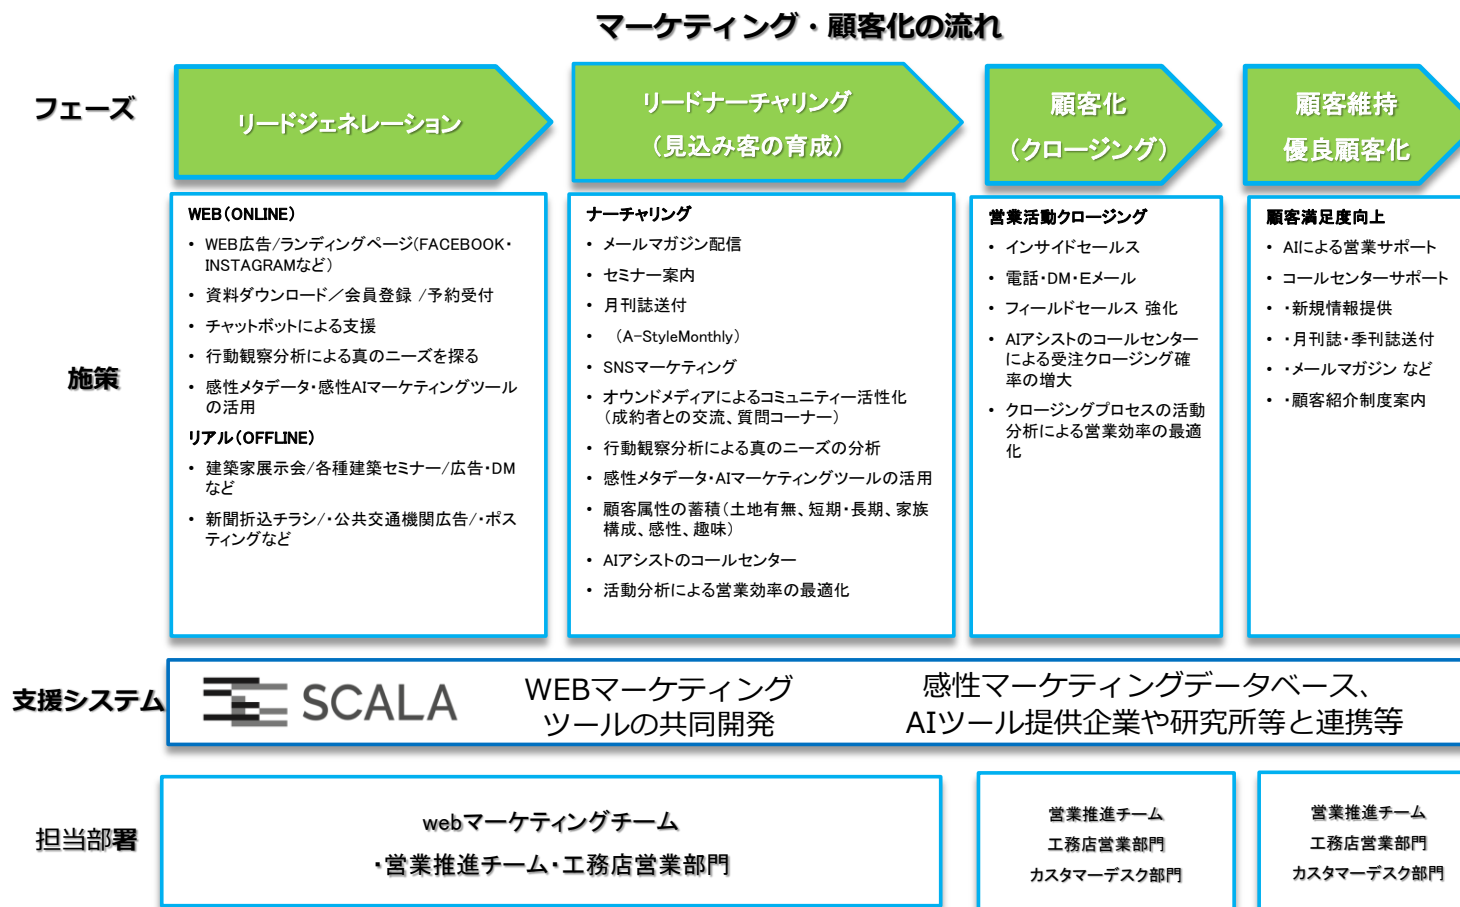 マーケティング・顧客化の流れ
フェーズ
リードジェネレーション
リードナーチャリング
（見込み客の育成）
顧客化
（クロージング）
顧客維持
優良顧客化
施策
WEB（ONLINE）
• WEB広告/ランディングページ(FACEBOOK・
INSTAGRAMなど）
• 資料ダウンロード／会員登録 /予約受付
• チャットボットによる支援
• 行動観察分析による真のニーズを探る
• 感性メタデータ・感性AIマーケティングツール
の活用
リアル（OFFLINE）
• 建築家展示会/各種建築セミナー/広告・DM
など
• 新聞折込チラシ/・公共交通機関広告/・ポス
ティングなど
ナーチャリング
• メールマガジン配信
• セミナー案内
• 月刊誌送付
• （A-StyleMonthly）
• SNSマーケティング
• オウンドメディアによるコミュニティー活性化
（成約者との交流、質問コーナー）
• 行動観察分析による真のニーズの分析
• 感性メタデータ・AIマーケティングツールの活用
• 顧客属性の蓄積（土地有無、短期・長期、家族
構成、感性、趣味）
• AIアシストのコールセンター
• 活動分析による営業効率の最適化
営業活動クロージング
• インサイドセールス
• 電話・DM・Eメール
• フィールドセールス 強化
• AIアシストのコールセンター
による受注クロージング確
率の増大
• クロージングプロセスの活動
分析による営業効率の最適
化
顧客満足度向上
• AIによる営業サポート
• コールセンターサポート
• ・新規情報提供
• ・月刊誌・季刊誌送付
• ・メールマガジン など
• ・顧客紹介制度案内
支援システム
SCALA
WEBマーケティング
ツールの共同開発
感性マーケティングデータベース、
AIツール提供企業や研究所等と連携等
担当部署
webマーケティングチーム
・営業推進チーム・工務店営業部門
営業推進チーム
工務店営業部門
カスタマーデスク部門
営業推進チーム
工務店営業部門
カスタマーデスク部門